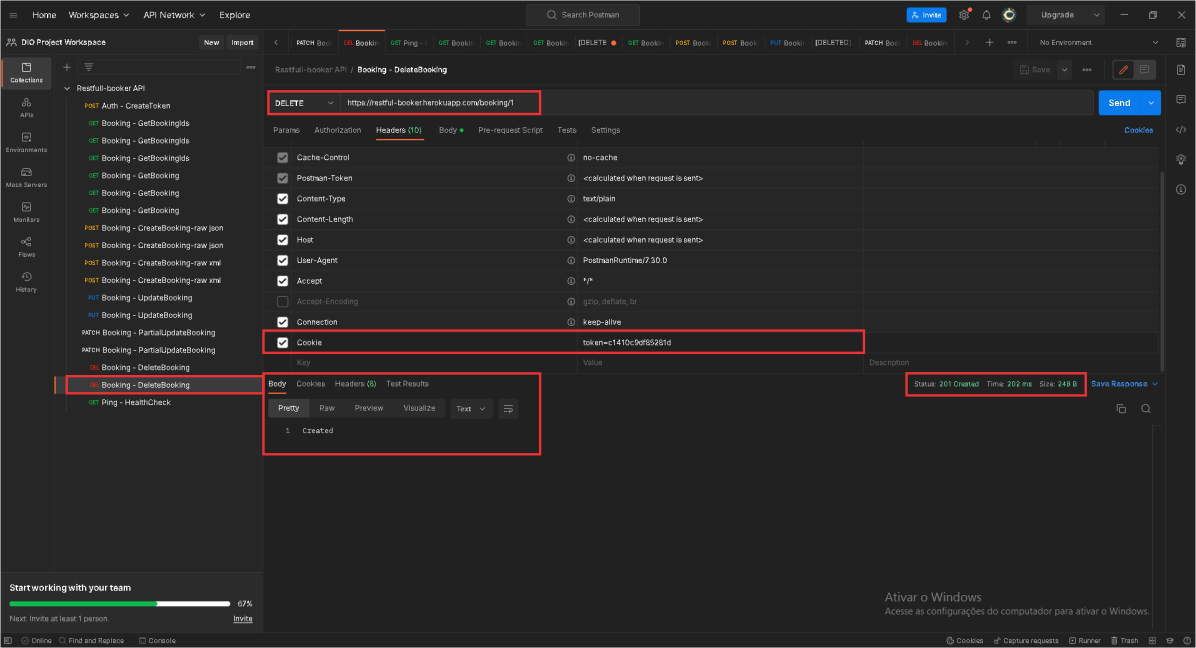 Home Workspaces API Network Explore Search Postman Invite Upgrade
DIO Project Workspace New Import PATCH Book DEL Bookin GET Ping - GET Bookin GET Bookin GET Bookin [DELETE GET Bookin POST Book POST Book PUT Bookin [DELETED] PATCH Book DEL Bookin No Environment
Collections
APIs
Environments
Mock Servers
Monitors
Flows
History
Restfull-booker API
POST Auth - CreateToken
GET Booking - GetBookingIds
GET Booking - GetBookingIds
GET Booking - GetBookingIds
GET Booking - GetBooking
GET Booking - GetBooking
GET Booking - GetBooking
POST Booking - CreateBooking-raw json
POST Booking - CreateBooking-raw json
POST Booking - CreateBooking-raw xml
POST Booking - CreateBooking-raw xml
PUT Booking - UpdateBooking
PUT Booking - UpdateBooking
PATCH Booking - PartialUpdateBooking
PATCH Booking - PartialUpdateBooking
DEL Booking - DeleteBooking
DEL Booking - DeleteBooking
GET Ping - HealthCheck
Restfull-booker API / Booking - DeleteBooking Save
DELETE https://restful-booker.herokuapp.com/booking/1 Send
Params Authorization Headers (10) Body Pre-request Script Tests Settings Cookies
Cache-Control no-cache
Postman-Token <calculated when request is sent>
Content-Type text/plain
Content-Length <calculated when request is sent>
Host <calculated when request is sent>
User-Agent PostmanRuntime/7.30.0
Accept */*
Accept-Encoding gzip, deflate, br
Connection keep-alive
Cookie token=c1410c9df85281d
Key Value Description
Body Cookies Headers (8) Test Results Status: 201 Created Time: 202 ms Size: 248 B Save Response
Pretty Raw Preview Visualize Text
1 Created
Start working with your team
67%
Next: Invite at least 1 person. Invite
Ativar o Windows
Acesse as configurações do computador para ativar o Windows.
Online Find and Replace Console Cookies Capture requests Runner Trash